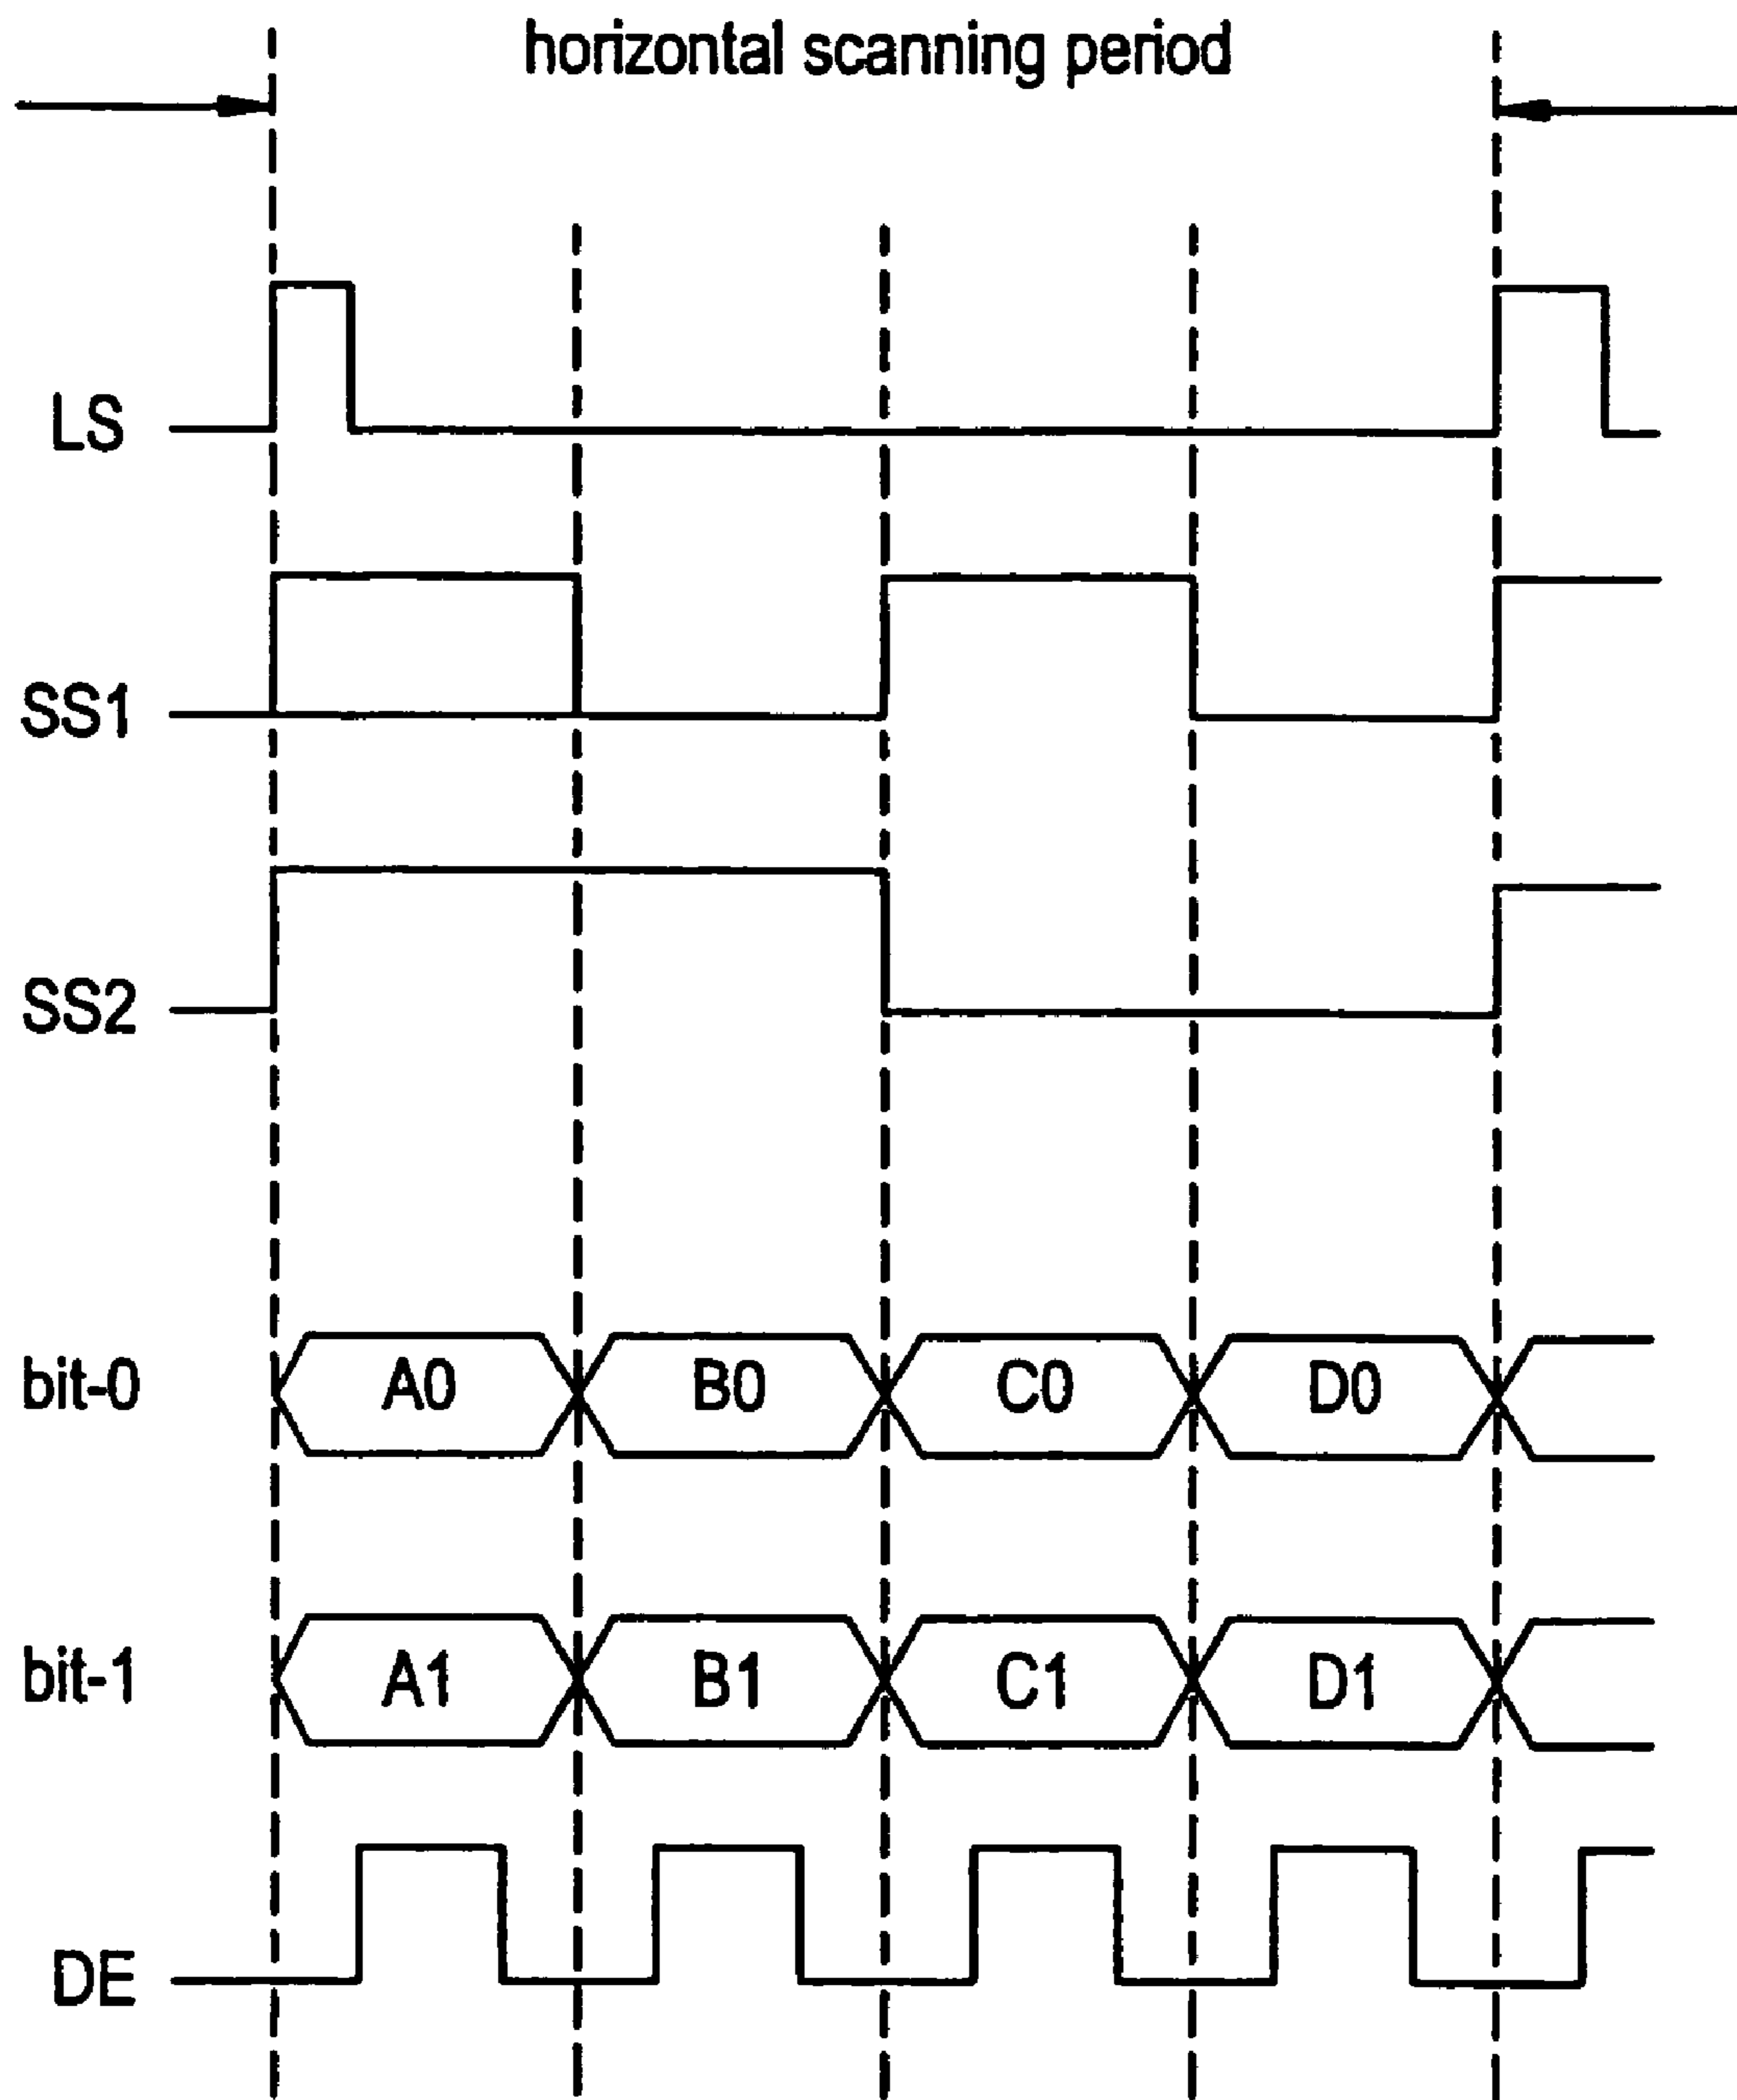 horizontal scanning period
LS
SS1
SS2
bit-0 A0 B0 C0 D0
bit-1 A1 B1 C1 D1
DE